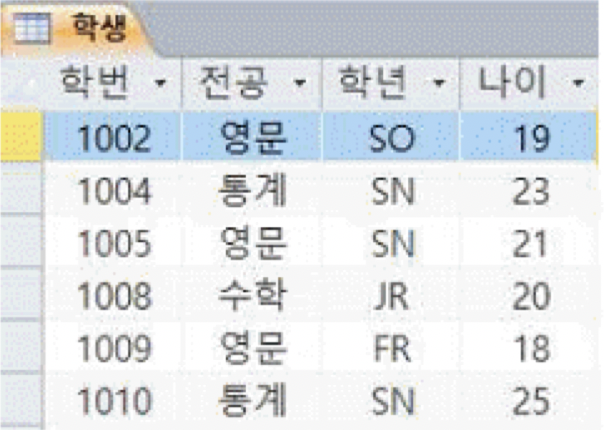 학생
학번 전공 학년 나이
1002 영문 SO 19
1004 통계 SN 23
1005 영문 SN 21
1008 수학 JR 20
1009 영문 FR 18
1010 통계 SN 25